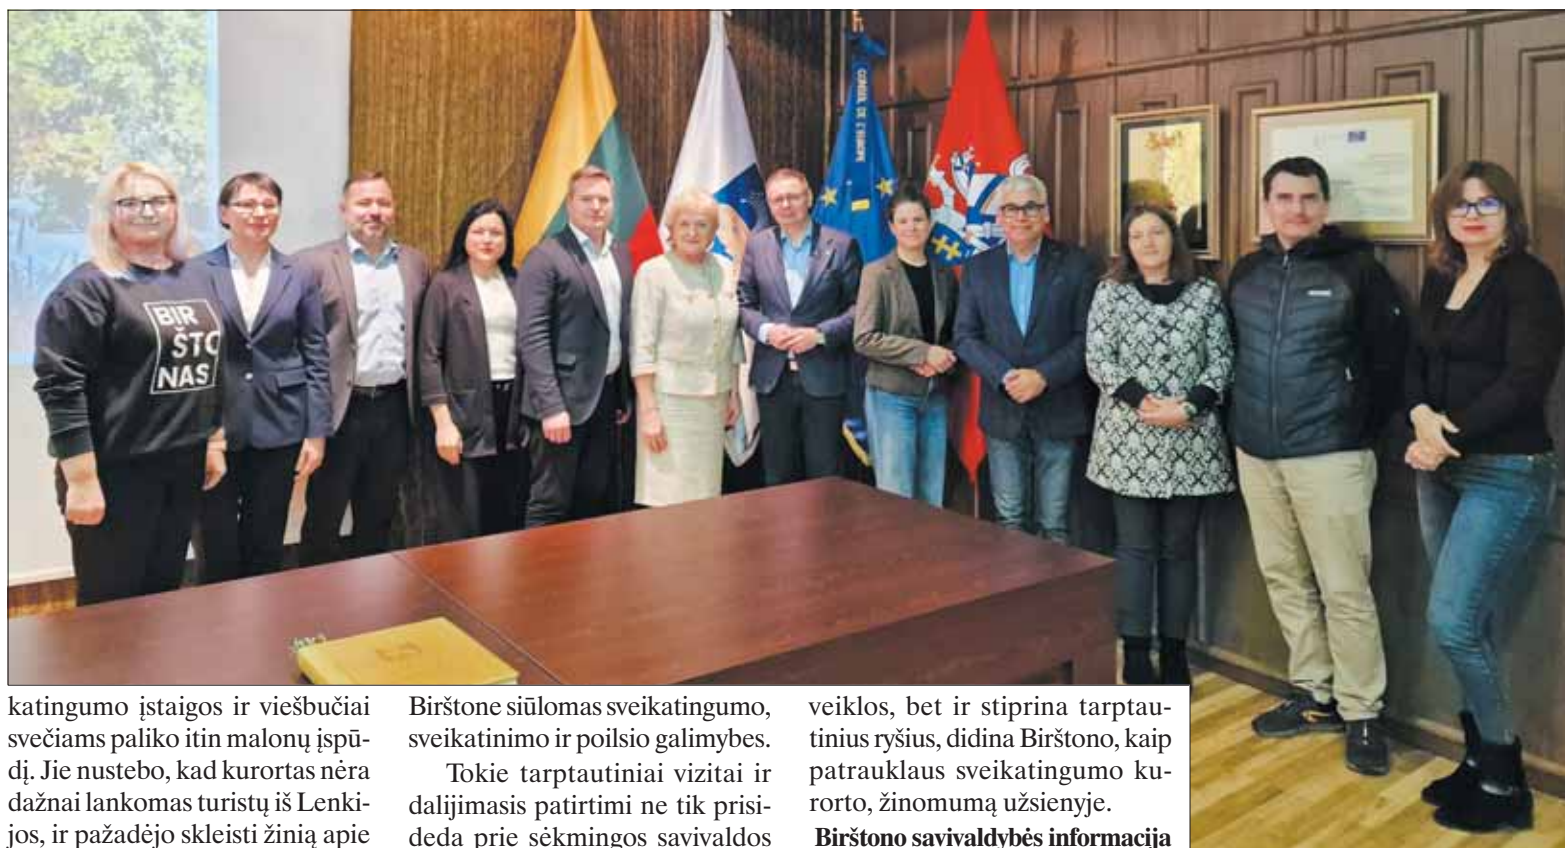 CONSEIL DE L'EUROPE
BIR
ŠTO
NAS
katingumo įstaigos ir viešbučiai
svečiams paliko itin malonų įspū-
dį. Jie nustebo, kad kurortas nėra
dažnai lankomas turistų iš Lenki-
jos, ir pažadėjo skleisti žinią apie
Birštone siūlomas sveikatingumo,
sveikatinimo ir poilsio galimybes.
Tokie tarptautiniai vizitai ir
dalijimasis patirtimi ne tik prisi-
deda prie sėkmingos savivaldos
veiklos, bet ir stiprina tarptau-
tinius ryšius, didina Birštono, kaip
patrauklaus sveikatingumo ku-
rorto, žinomumą užsienyje.
Birštono savivaldybės informacija